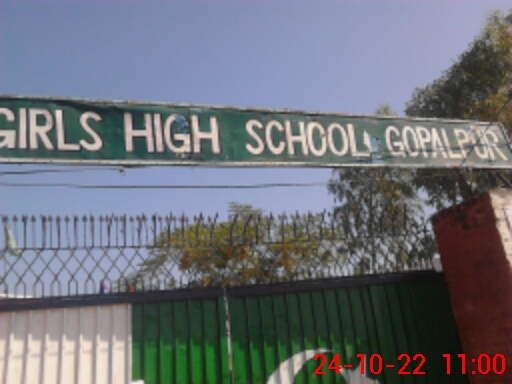 GIRLS HIGH SCHOOL GOPALPUR
24-10-22 11:00